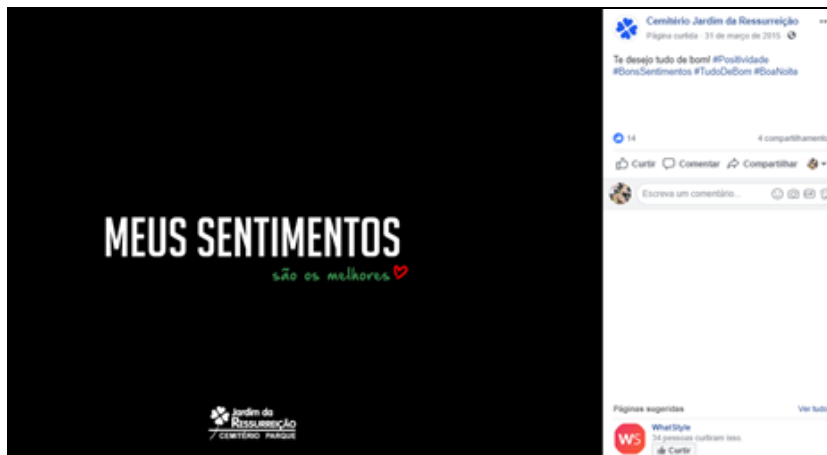 MEUS SENTIMENTOS
são os melhores
Jardim da
RESSURREIÇÃO
CEMITÉRIO PARQUE
Cemitério Jardim da Ressurreição
Página curtida · 31 de março de 2015 ·
Te desejo tudo de bom! #Positividade
#BonsSentimentos #TudoDeBom #BoaNoite
14 4 compartilhamento
Curtir Comentar Compartilhar
Escreva um comentário...
Páginas sugeridas Ver tudo
WS
WhatStyle
34 pessoas curtiram isso.
Curtir